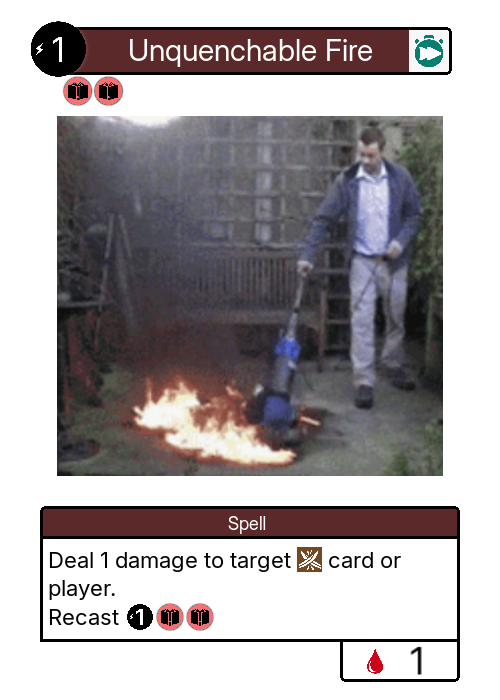 1 Unquenchable Fire
Spell
Deal 1 damage to target card or
player.
Recast 1
1